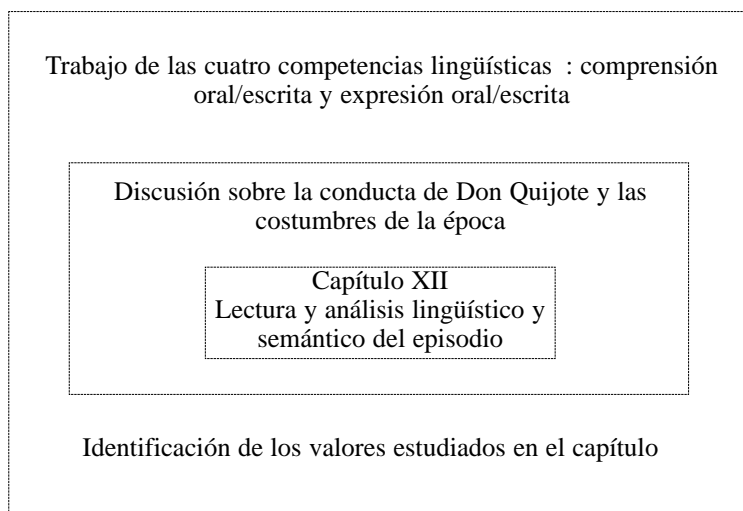 Trabajo de las cuatro competencias lingüísticas : comprensión
oral/escrita y expresión oral/escrita
Discusión sobre la conducta de Don Quijote y las
costumbres de la época
Capítulo XII
Lectura y análisis lingüístico y
semántico del episodio
Identificación de los valores estudiados en el capítulo